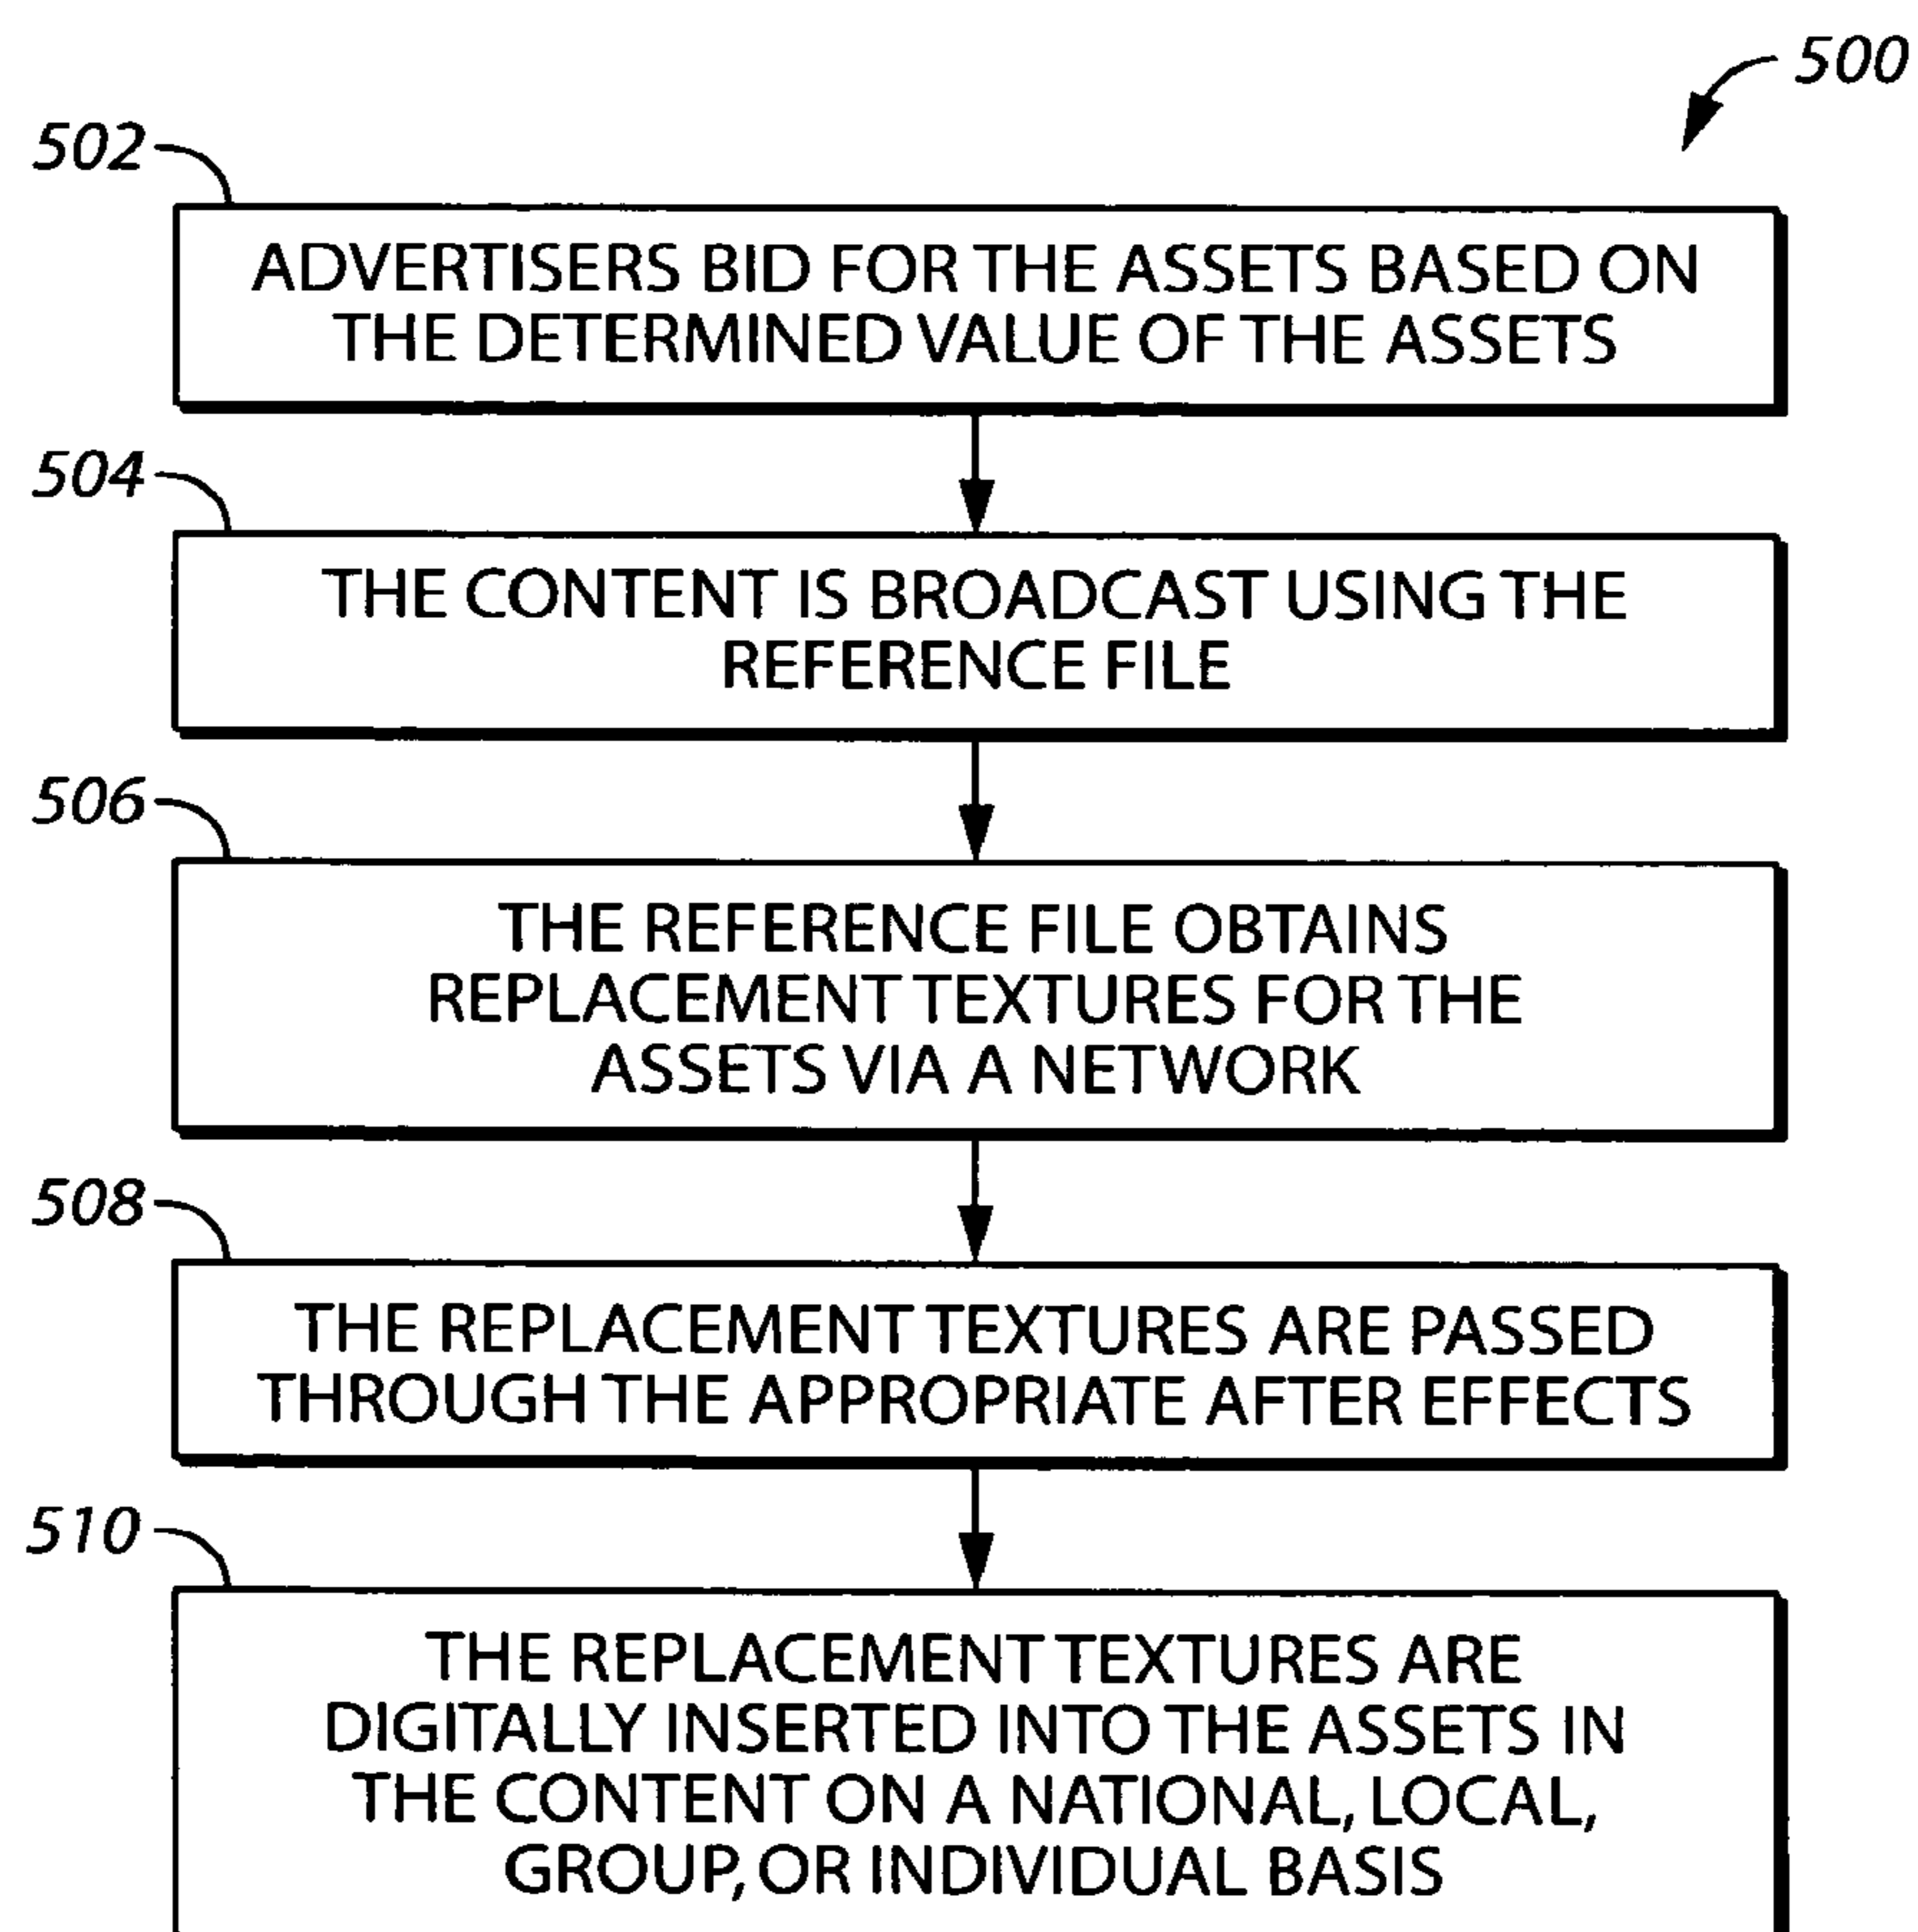 500
502
ADVERTISERS BID FOR THE ASSETS BASED ON
THE DETERMINED VALUE OF THE ASSETS
504
THE CONTENT IS BROADCAST USING THE
REFERENCE FILE
506
THE REFERENCE FILE OBTAINS
REPLACEMENT TEXTURES FOR THE
ASSETS VIA A NETWORK
508
THE REPLACEMENT TEXTURES ARE PASSED
THROUGH THE APPROPRIATE AFTER EFFECTS
510
THE REPLACEMENT TEXTURES ARE
DIGITALLY INSERTED INTO THE ASSETS IN
THE CONTENT ON A NATIONAL, LOCAL,
GROUP, OR INDIVIDUAL BASIS